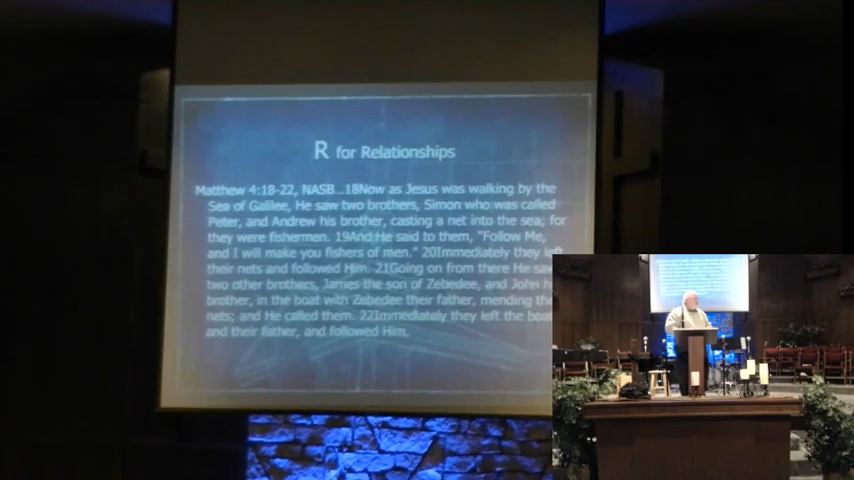 R for Relationships
Matthew 4:18-22, NASB...18Now as Jesus was walking by the
Sea of Galilee, He saw two brothers, Simon who was called
Peter, and Andrew his brother, casting a net into the sea; for
they were fishermen. 19And He said to them, "Follow Me,
and I will make you fishers of men." 20Immediately they left
their nets and followed Him. 21Going on from there He saw
two other brothers, James the son of Zebedee, and John
brother, in the boat with Zebedee their father, mending
nets; and He called them. 22Immediately they left the boat
and their father, and followed Him.